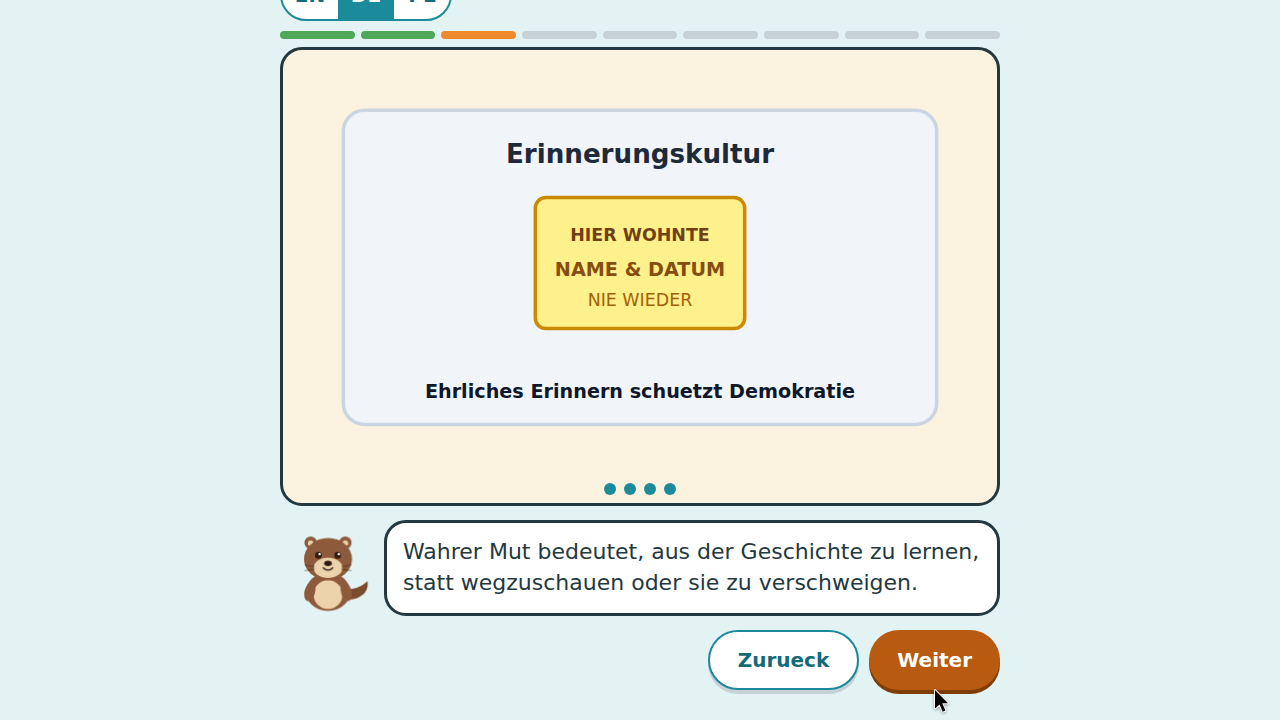 Erinnerungskultur
HIER WOHNTE
NAME & DATUM
NIE WIEDER
Ehrliches Erinnern schuetzt Demokratie
Wahrer Mut bedeutet, aus der Geschichte zu lernen,
statt wegzuschauen oder sie zu verschweigen.
Zurueck
Weiter